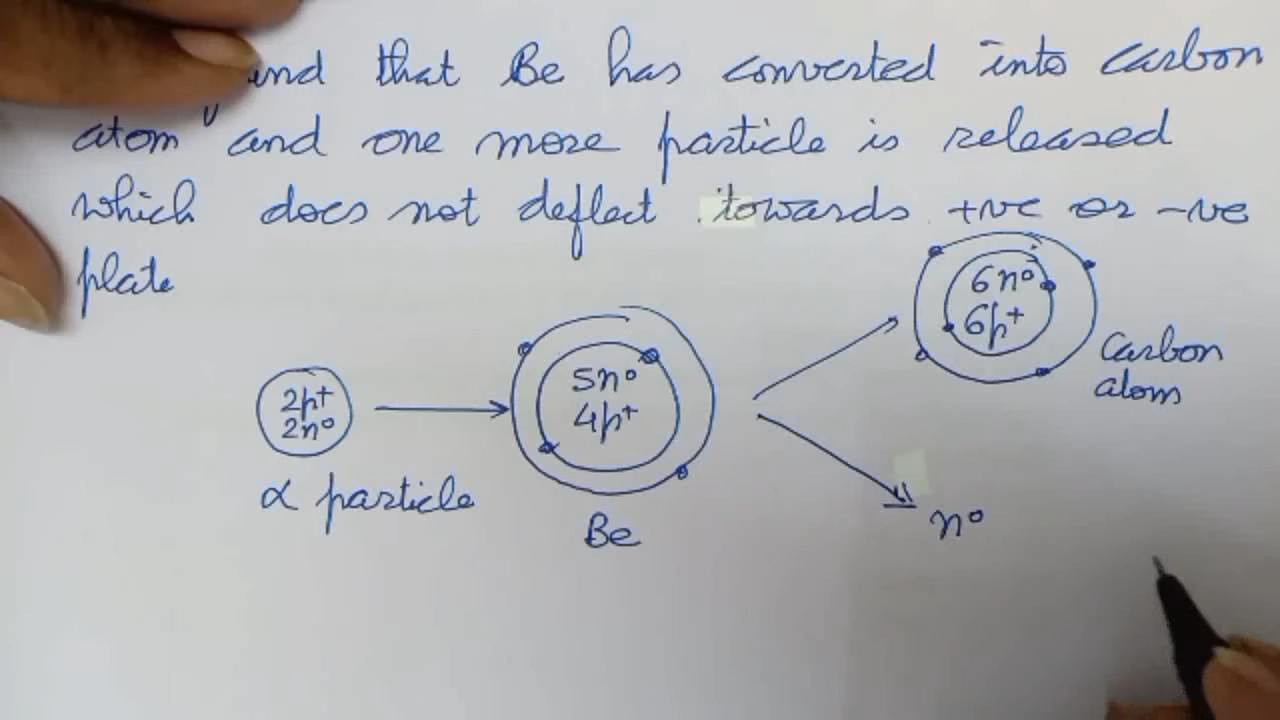 that Be has converted into carbon
atom and one more particle is released
which does not deflect towards +ve or -ve
plate
6n°
6p+
Carbon
atom
5n°
4p+
2p+
2n°
α particle
Be
n°